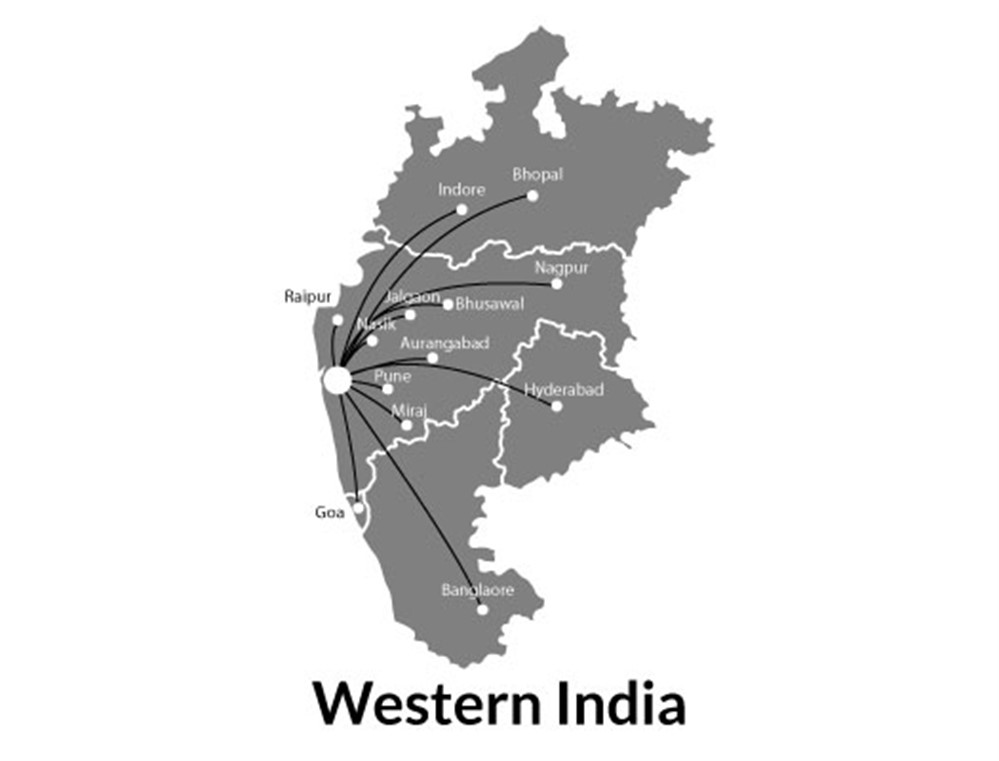 Bhopal
Indore
Nagpur
Raipur
Jalgaon
Bhusawal
Nasik
Aurangabad
Pune
Hyderabad
Miraj
Goa
Banglaore
Western India